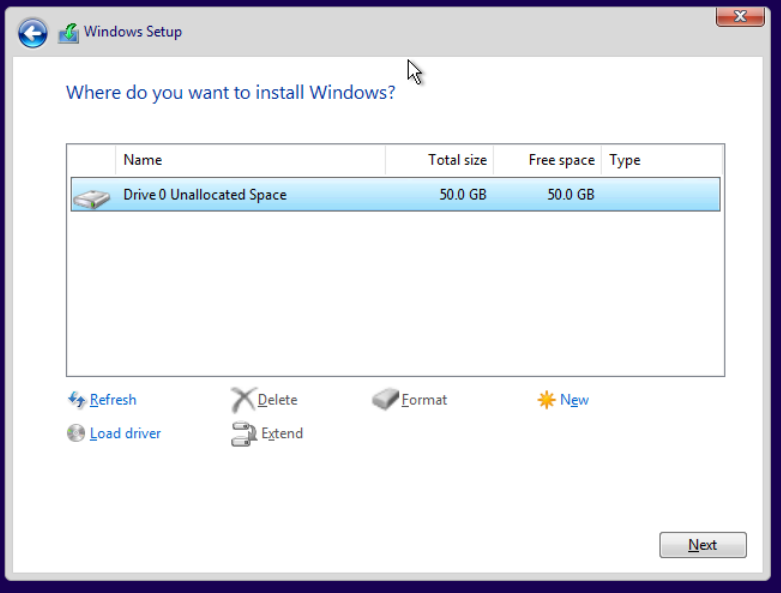 Windows Setup
Where do you want to install Windows?
Name Total size Free space Type
Drive 0 Unallocated Space 50.0 GB 50.0 GB
Refresh Delete Format New
Load driver Extend
Next